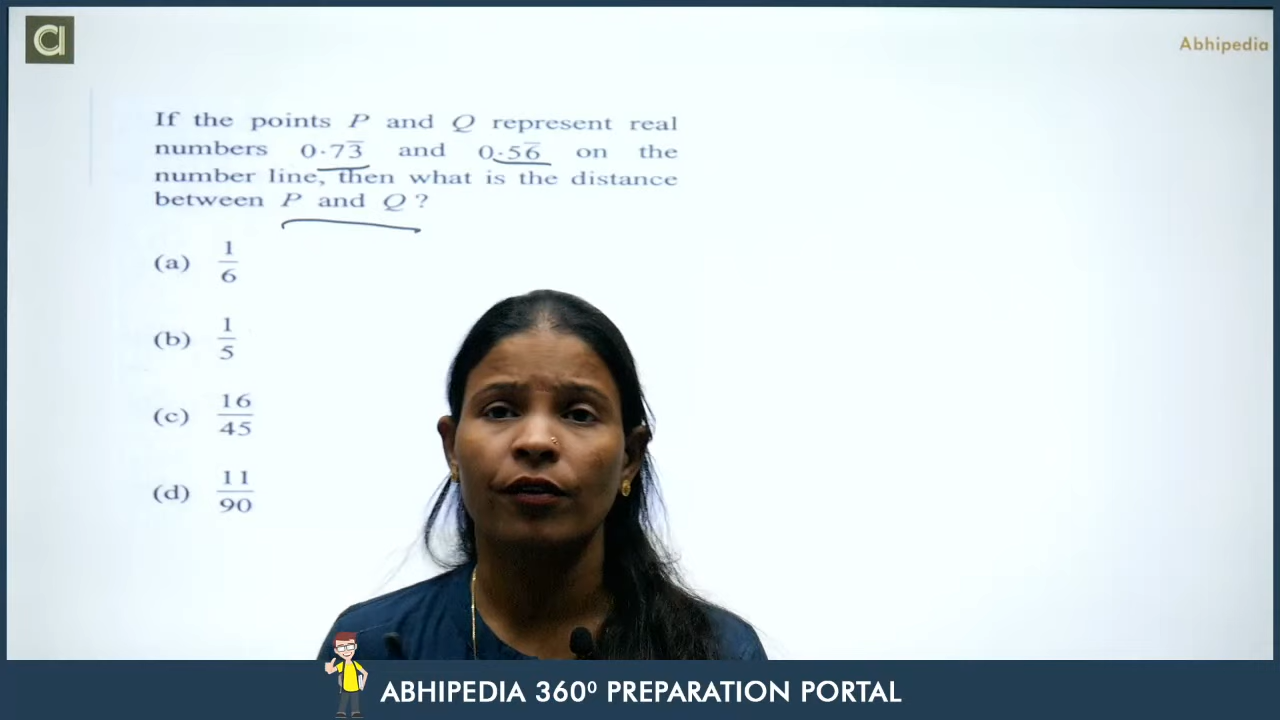 Abhipedia
If the points P and Q represent real
numbers 0·73̅ and 0·56̅ on the
number line, then what is the distance
between P and Q ?
(a) 1/6
(b) 1/5
(c) 16/45
(d) 11/90
ABHIPEDIA 360⁰ PREPARATION PORTAL